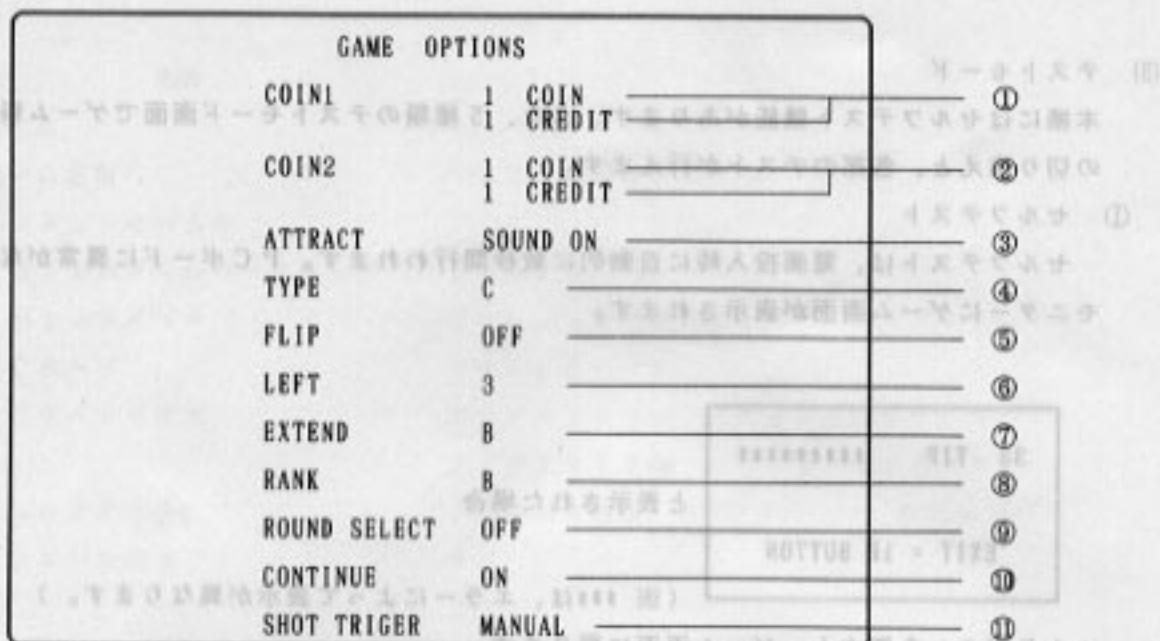 GAME OPTIONS
COIN1 1 COIN ①
1 CREDIT
COIN2 1 COIN ②
1 CREDIT
ATTRACT SOUND ON ③
TYPE C ④
FLIP OFF ⑤
LEFT 3 ⑥
EXTEND B ⑦
RANK B ⑧
ROUND SELECT OFF ⑨
CONTINUE ON ⑩
SHOT TRIGER MANUAL ⑪